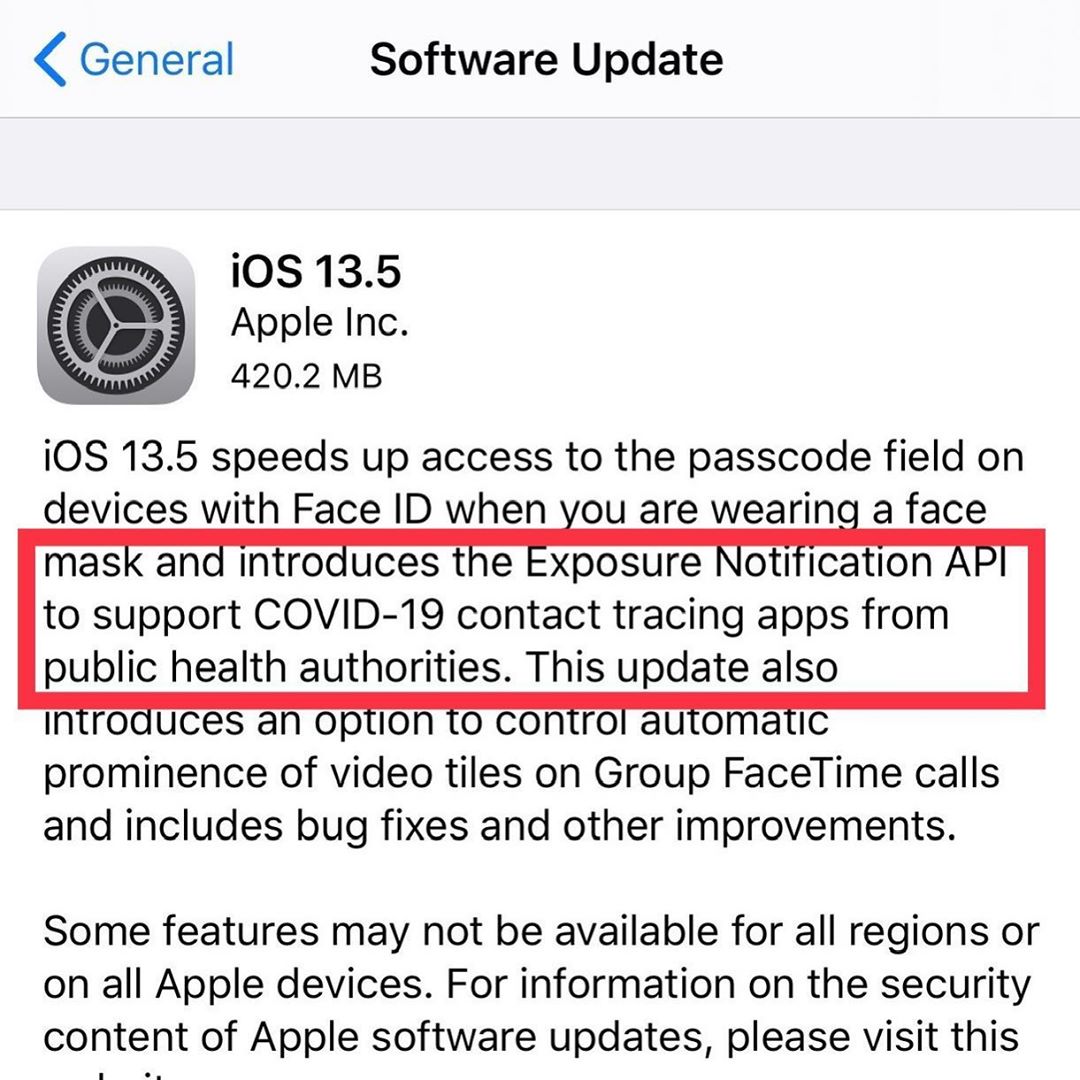 General
Software Update
iOS 13.5
Apple Inc.
420.2 MB
iOS 13.5 speeds up access to the passcode field on
devices with Face ID when you are wearing a face
mask and introduces the Exposure Notification API
to support COVID-19 contact tracing apps from
public health authorities. This update also
introduces an option to control automatic
prominence of video tiles on Group FaceTime calls
and includes bug fixes and other improvements.
Some features may not be available for all regions or
on all Apple devices. For information on the security
content of Apple software updates, please visit this